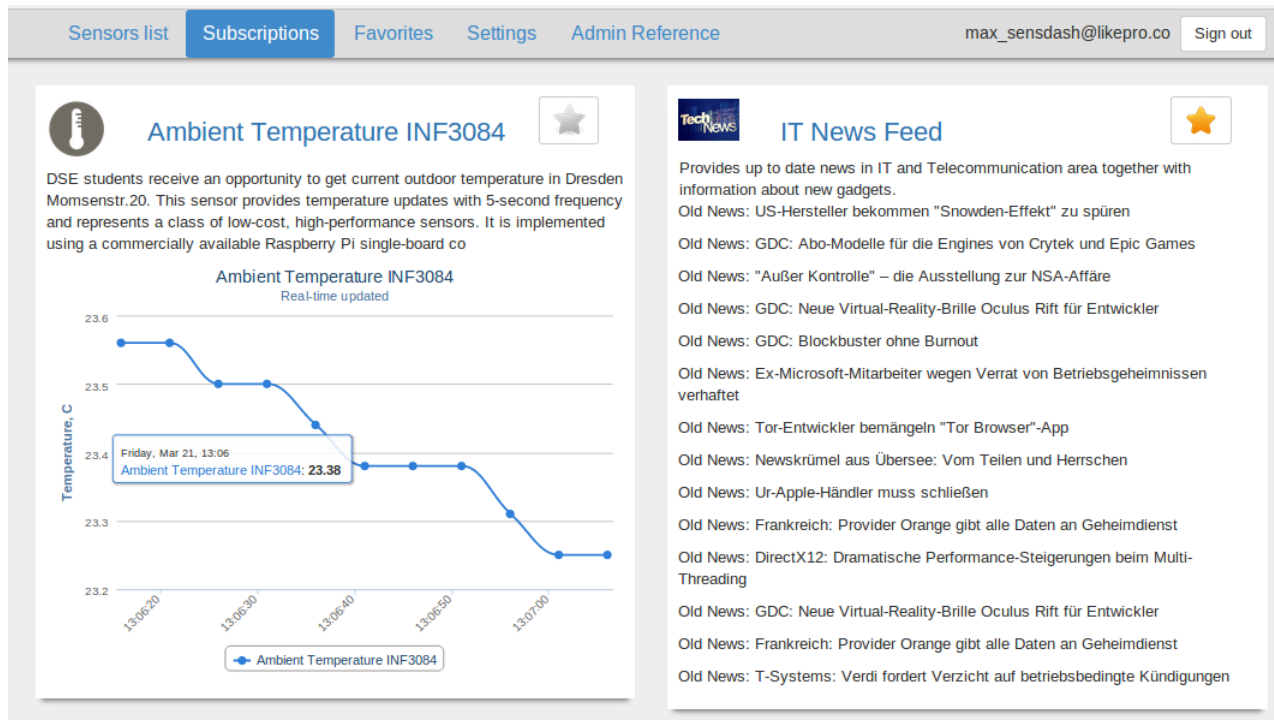 Sensors list Subscriptions Favorites Settings Admin Reference max_sensdash@likepro.co Sign out
Ambient Temperature INF3084
DSE students receive an opportunity to get current outdoor temperature in Dresden
Momsenstr.20. This sensor provides temperature updates with 5-second frequency
and represents a class of low-cost, high-performance sensors. It is implemented
using a commercially available Raspberry Pi single-board co
Ambient Temperature INF3084
Real-time updated
Temperature, C
23.6
23.5
23.4
23.3
23.2
Friday, Mar 21, 13:06
Ambient Temperature INF3084: 23.38
13:06:20 13:06:30 13:06:40 13:06:50 13:07:00
Ambient Temperature INF3084
Tech
News
IT News Feed
Provides up to date news in IT and Telecommunication area together with
information about new gadgets.
Old News: US-Hersteller bekommen "Snowden-Effekt" zu spüren
Old News: GDC: Abo-Modelle für die Engines von Crytek und Epic Games
Old News: "Außer Kontrolle" – die Ausstellung zur NSA-Affäre
Old News: GDC: Neue Virtual-Reality-Brille Oculus Rift für Entwickler
Old News: GDC: Blockbuster ohne Burnout
Old News: Ex-Microsoft-Mitarbeiter wegen Verrat von Betriebsgeheimnissen
verhaftet
Old News: Tor-Entwickler bemängeln "Tor Browser"-App
Old News: Newskrümel aus Übersee: Vom Teilen und Herrschen
Old News: Ur-Apple-Händler muss schließen
Old News: Frankreich: Provider Orange gibt alle Daten an Geheimdienst
Old News: DirectX12: Dramatische Performance-Steigerungen beim Multi-
Threading
Old News: GDC: Neue Virtual-Reality-Brille Oculus Rift für Entwickler
Old News: Frankreich: Provider Orange gibt alle Daten an Geheimdienst
Old News: T-Systems: Verdi fordert Verzicht auf betriebsbedingte Kündigungen